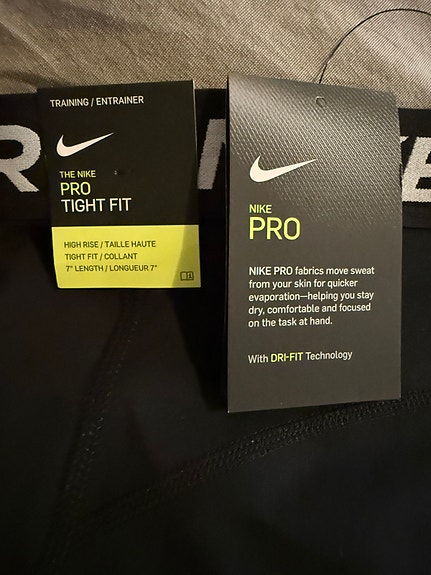 TRAINING / ENTRAINER
THE NIKE
PRO
TIGHT FIT
HIGH RISE / TAILLE HAUTE
TIGHT FIT / COLLANT
7" LENGTH / LONGUEUR 7"
NIKE
PRO
NIKE PRO fabrics move sweat
from your skin for quicker
evaporation—helping you stay
dry, comfortable and focused
on the task at hand.
With DRI-FIT Technology